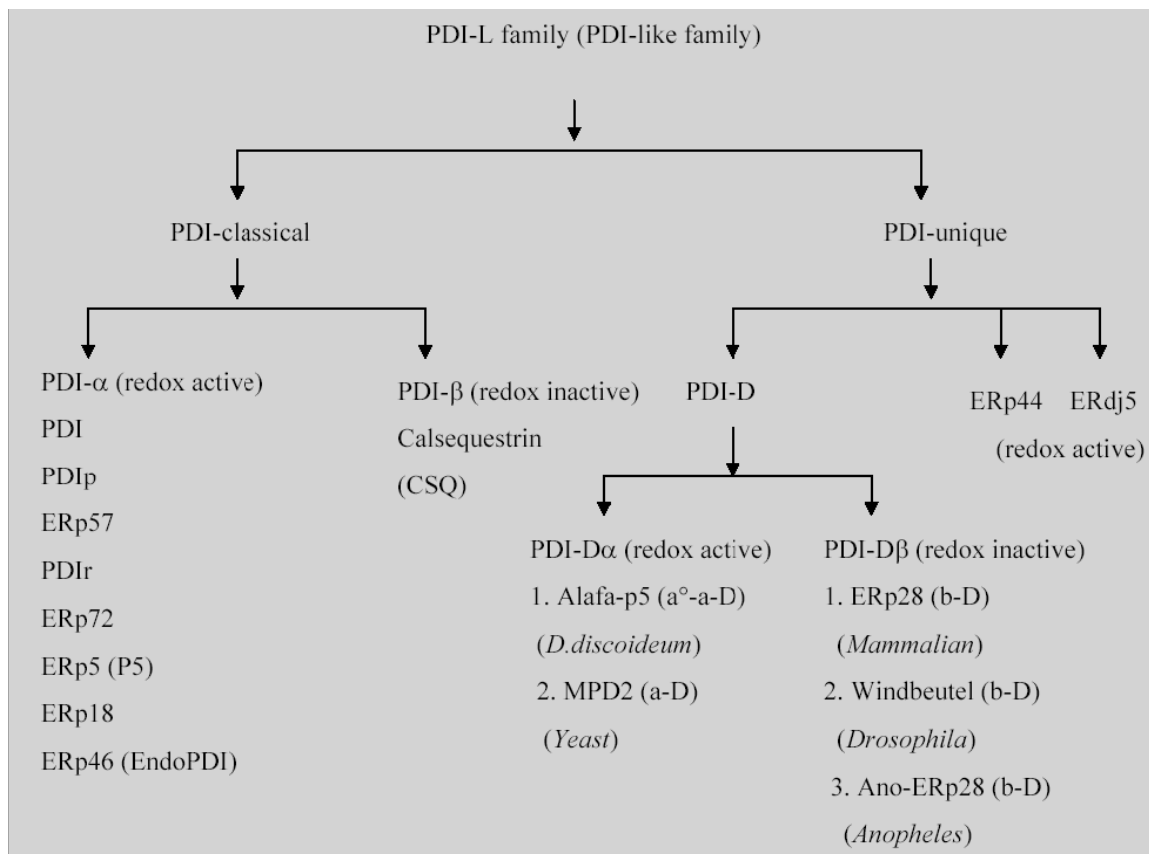 PDI-L family (PDI-like family)
PDI-classical
PDI-unique
PDI-α (redox active)
PDI
PDIp
ERp57
PDIr
ERp72
ERp5 (P5)
ERp18
ERp46 (EndoPDI)
PDI-β (redox inactive)
Calsequestrin
(CSQ)
PDI-D
ERp44 ERdj5
(redox active)
PDI-Dα (redox active)
1. Alafa-p5 (a°-a-D)
(D.discoideum)
2. MPD2 (a-D)
(Yeast)
PDI-Dβ (redox inactive)
1. ERp28 (b-D)
(Mammalian)
2. Windbeutel (b-D)
(Drosophila)
3. Ano-ERp28 (b-D)
(Anopheles)